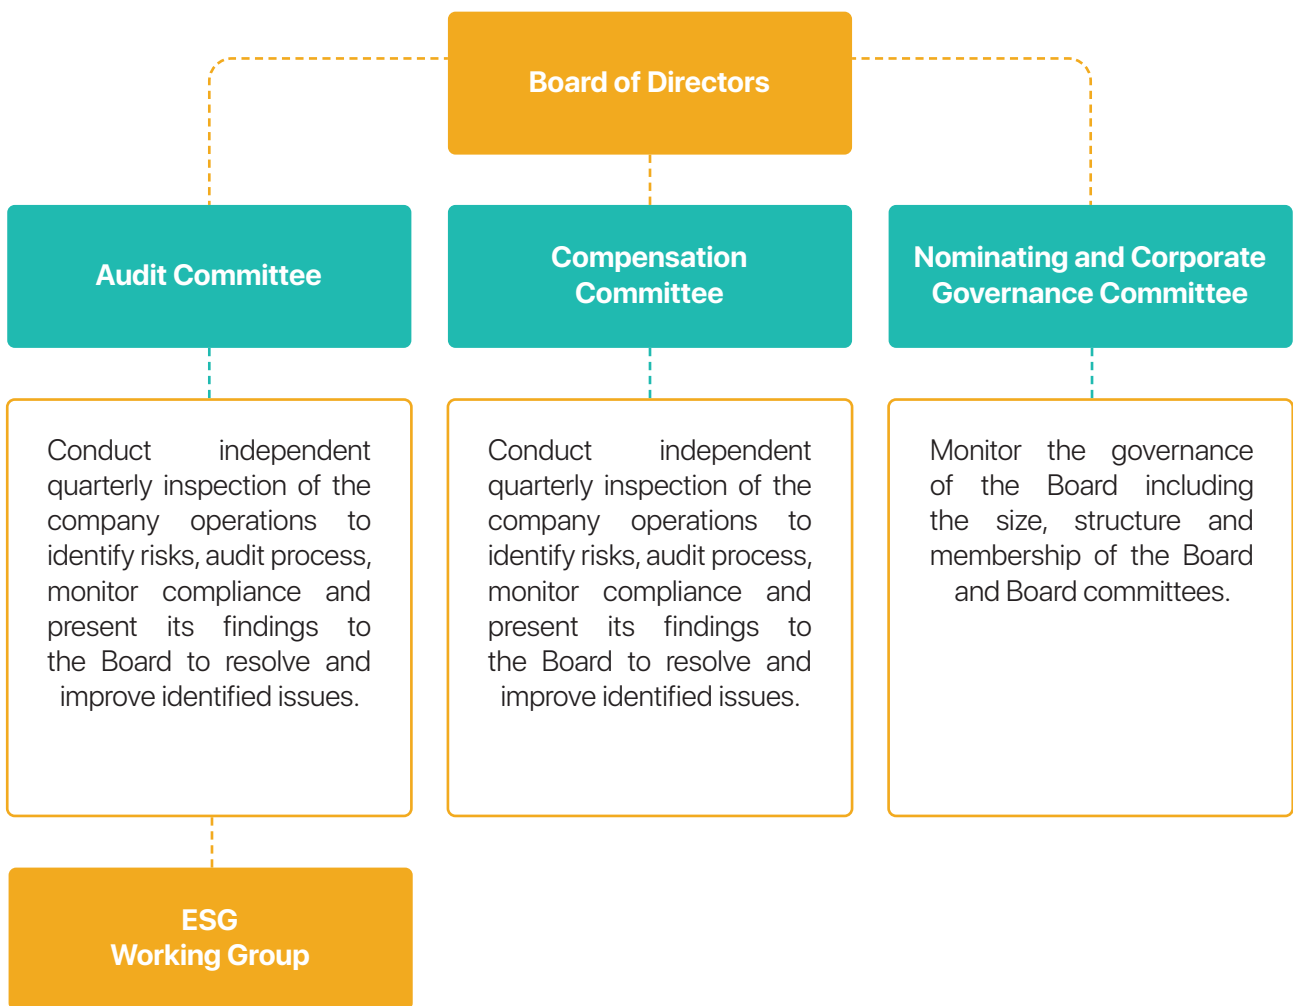 Board of Directors
Audit Committee
Compensation
Committee
Nominating and Corporate
Governance Committee
Conduct independent
quarterly inspection of the
company operations to
identify risks, audit process,
monitor compliance and
present its findings to
the Board to resolve and
improve identified issues.
Conduct independent
quarterly inspection of the
company operations to
identify risks, audit process,
monitor compliance and
present its findings to
the Board to resolve and
improve identified issues.
Monitor the governance
of the Board including
the size, structure and
membership of the Board
and Board committees.
ESG
Working Group